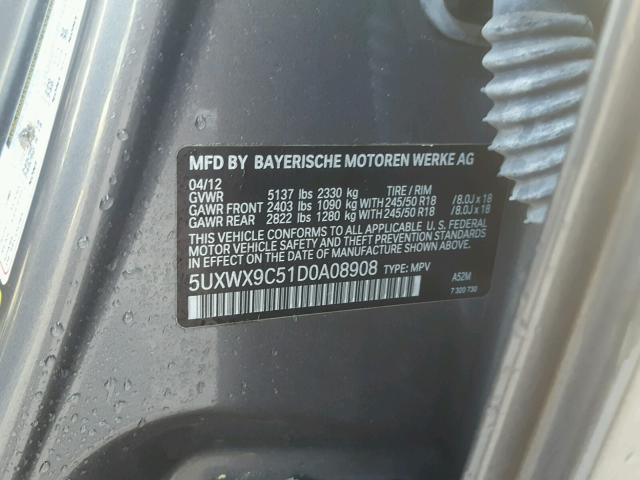 MFD BY BAYERISCHE MOTOREN WERKE AG
04/12
GVWR 5137 lbs 2330 kg TIRE / RIM
GAWR FRONT 2403 lbs 1090 kg WITH 245/50 R18 /8.0J x 18
GAWR REAR 2822 lbs 1280 kg WITH 245/50 R18 /8.0J x 18
THIS VEHICLE CONFORMS TO ALL APPLICABLE U. S. FEDERAL
MOTOR VEHICLE SAFETY AND THEFT PREVENTION STANDARDS
IN EFFECT ON THE DATE OF MANUFACTURE SHOWN ABOVE.
5UXWX9C51D0A08908 TYPE: MPV
A52M
7 320 730